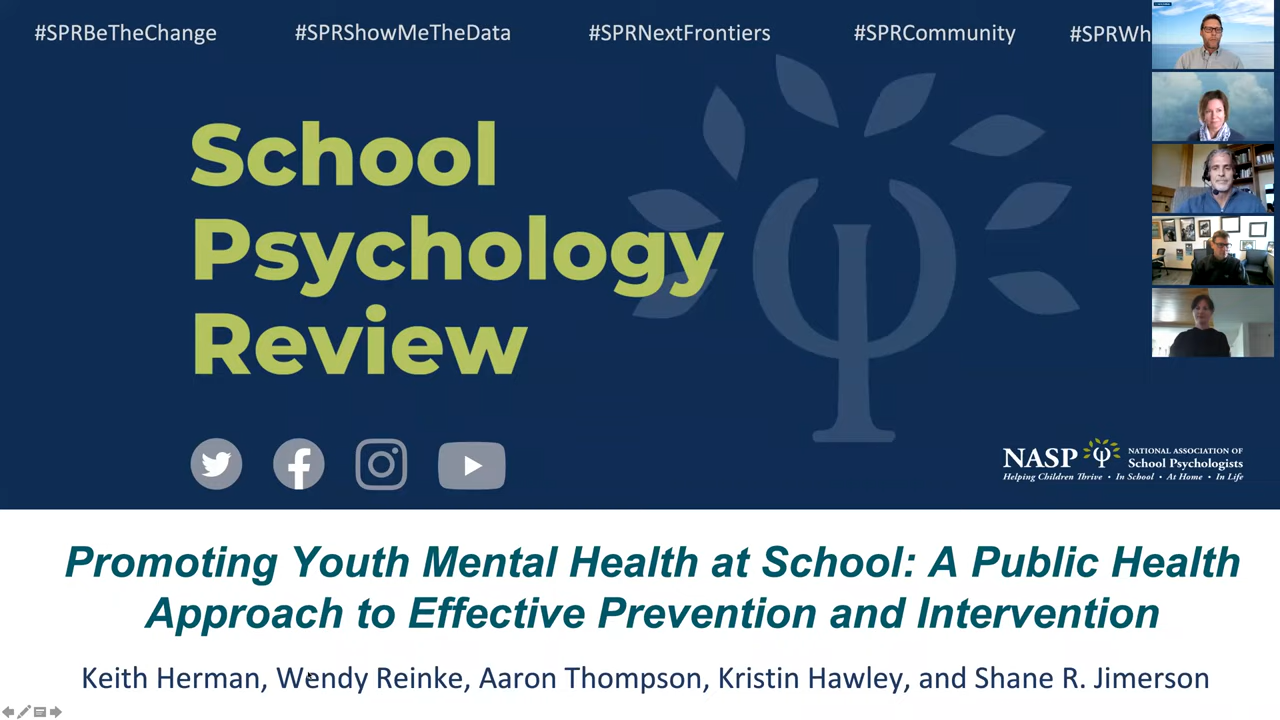 #SPRBeTheChange #SPRShowMeTheData #SPRNextFrontiers #SPRCommunity #SPRWh
School
Psychology
Review
NASP NATIONAL ASSOCIATION OF
School Psychologists
Helping Children Thrive • In School • At Home • In Life
Promoting Youth Mental Health at School: A Public Health
Approach to Effective Prevention and Intervention
Keith Herman, Wendy Reinke, Aaron Thompson, Kristin Hawley, and Shane R. Jimerson